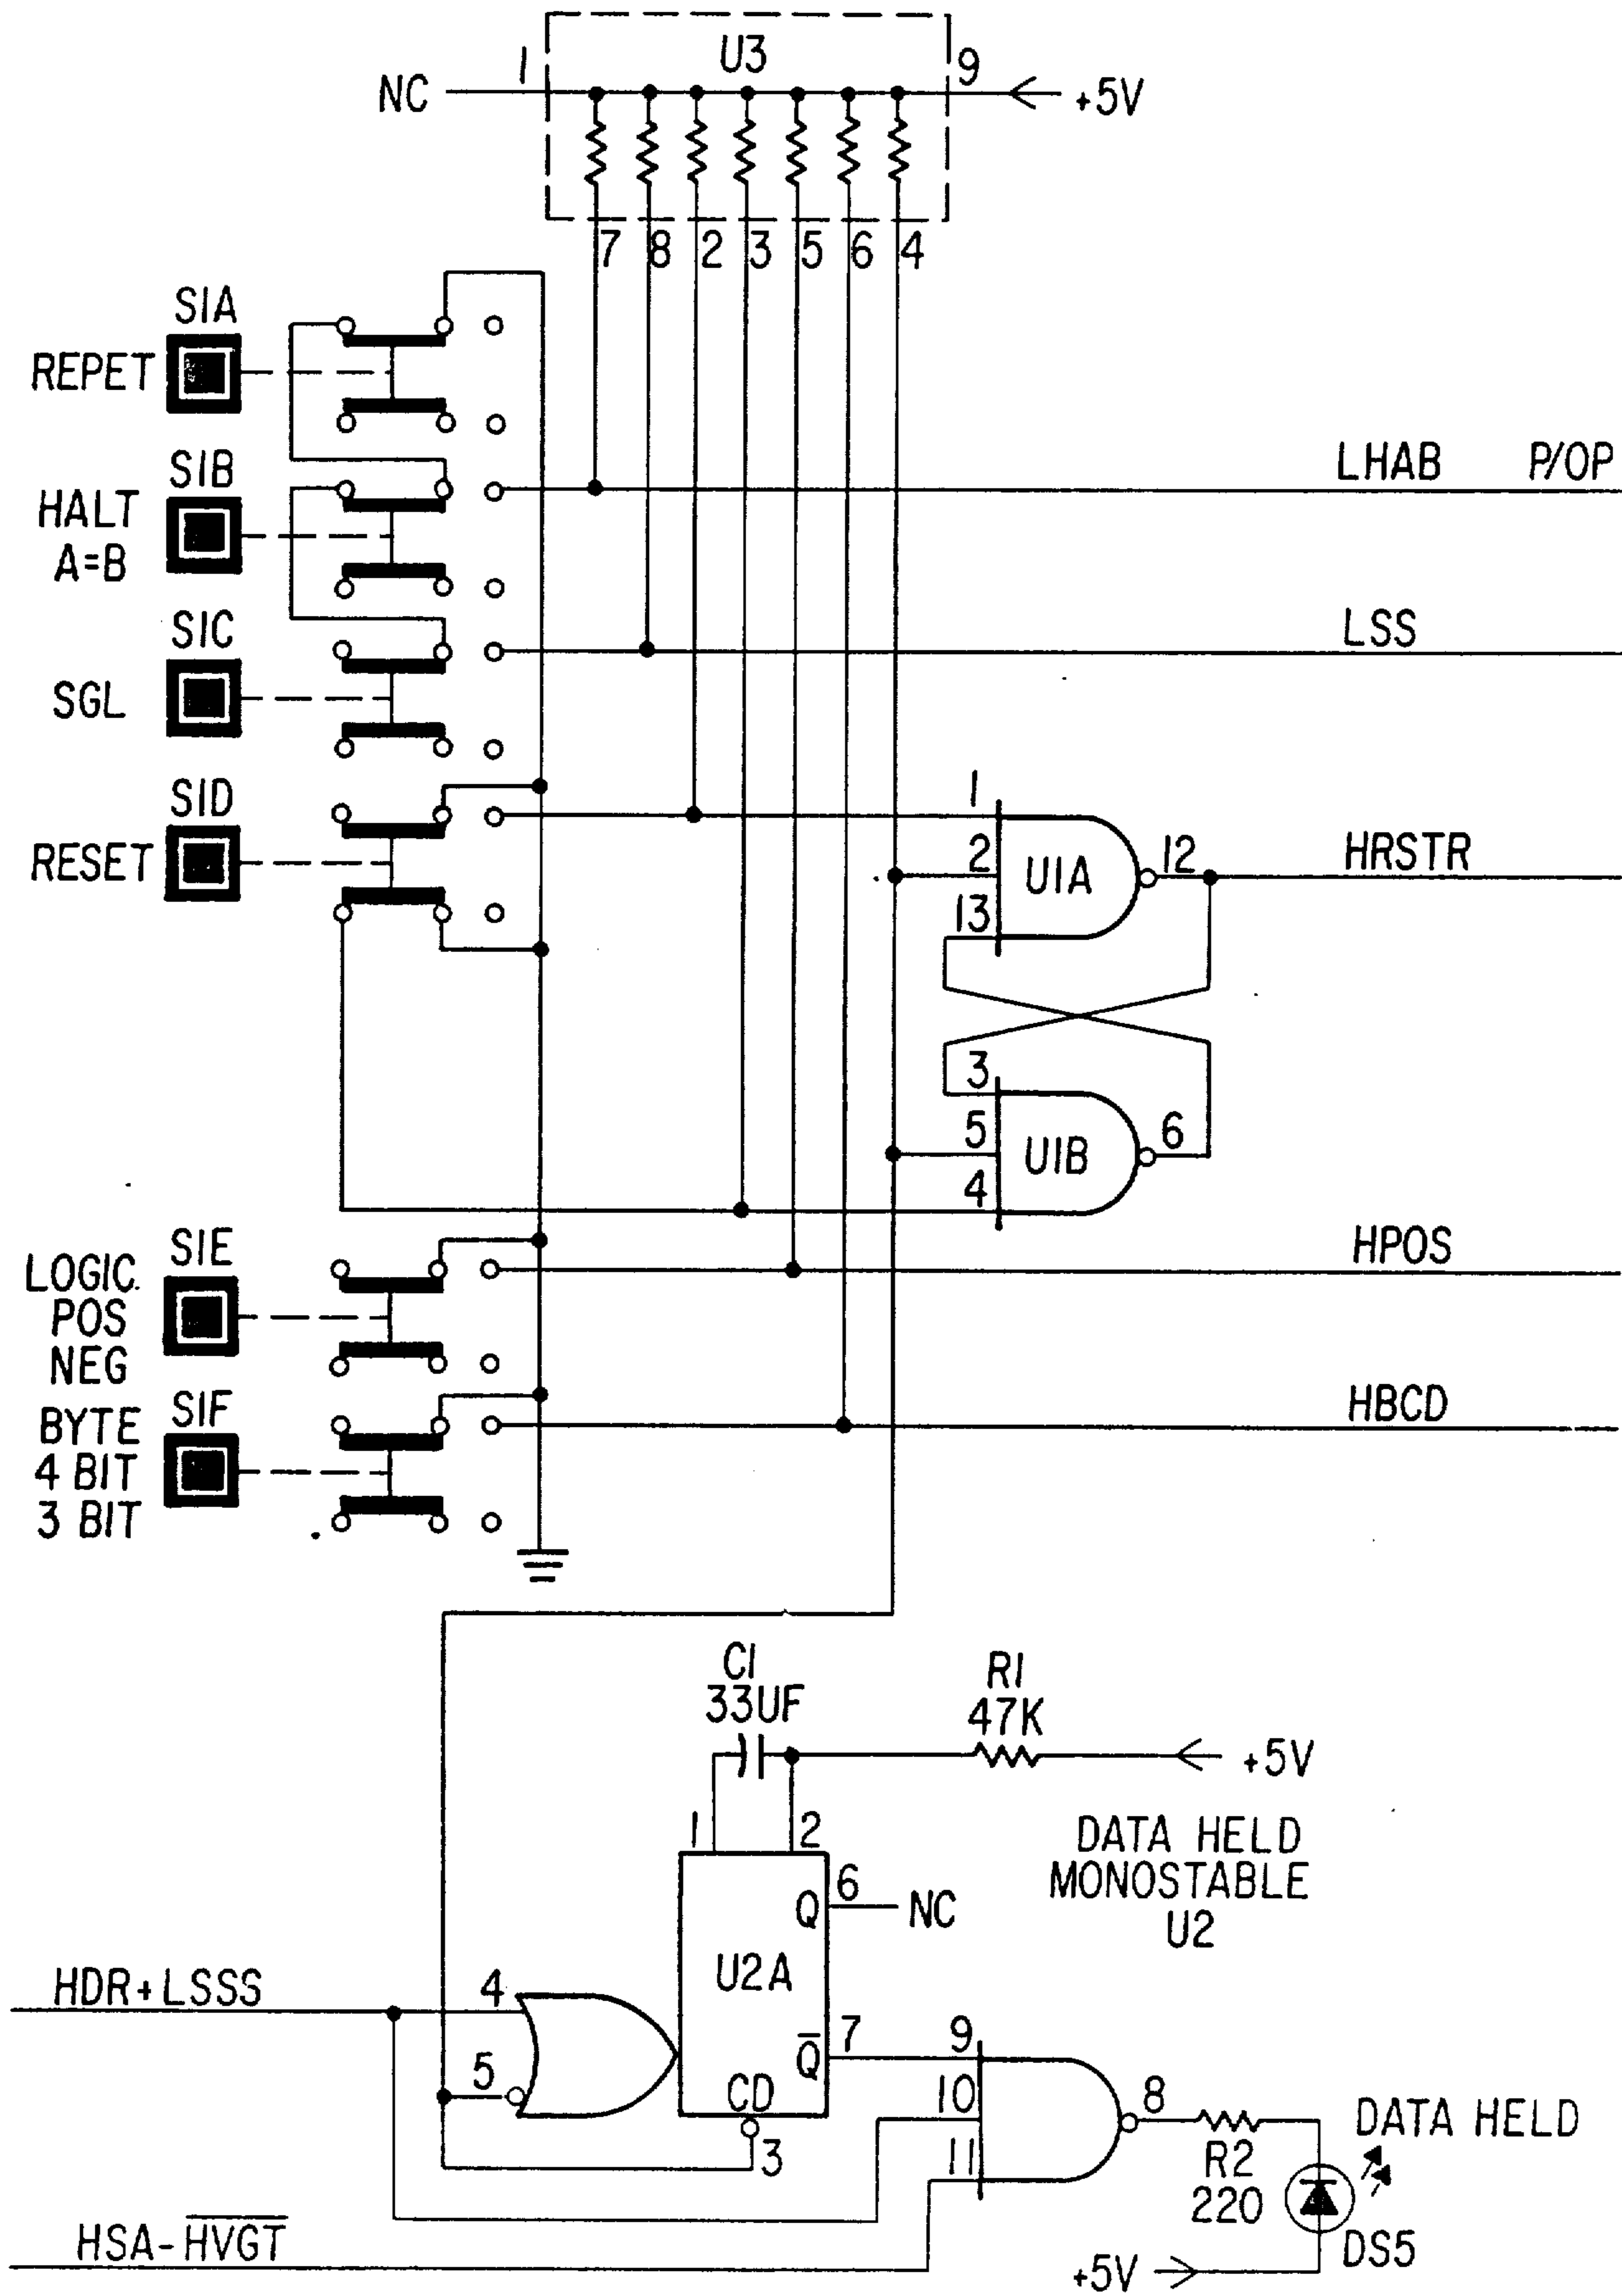 U3
1
9
NC
+5V
7 8 2 3 5 6 4
S1A
REPET
S1B
HALT
A=B
LHAB P/OP
S1C
SGL
LSS
S1D
RESET
1
2
13
U1A
12
HRSTR
3
5
4
U1B
6
S1E
LOGIC
POS
NEG
HPOS
S1F
BYTE
4 BIT
3 BIT
HBCD
C1
33UF
R1
47K
+5V
1
2
DATA HELD
MONOSTABLE
U2
Q
6
NC
U2A
HDR+LSSS
4
5
Q̅
7
CD
3
9
10
11
8
R2
220
DATA HELD
DS5
HSA-H̅V̅G̅T̅
+5V